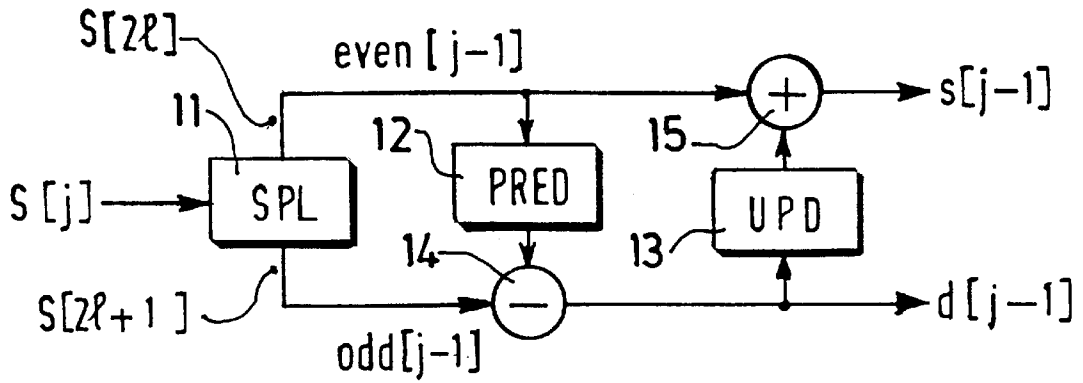 S[2ℓ]
even [j-1]
11
12
15
s[j-1]
S [j]
SPL
PRED
UPD
14
13
S[2ℓ+1]
odd[j-1]
d [j-1]
+
−